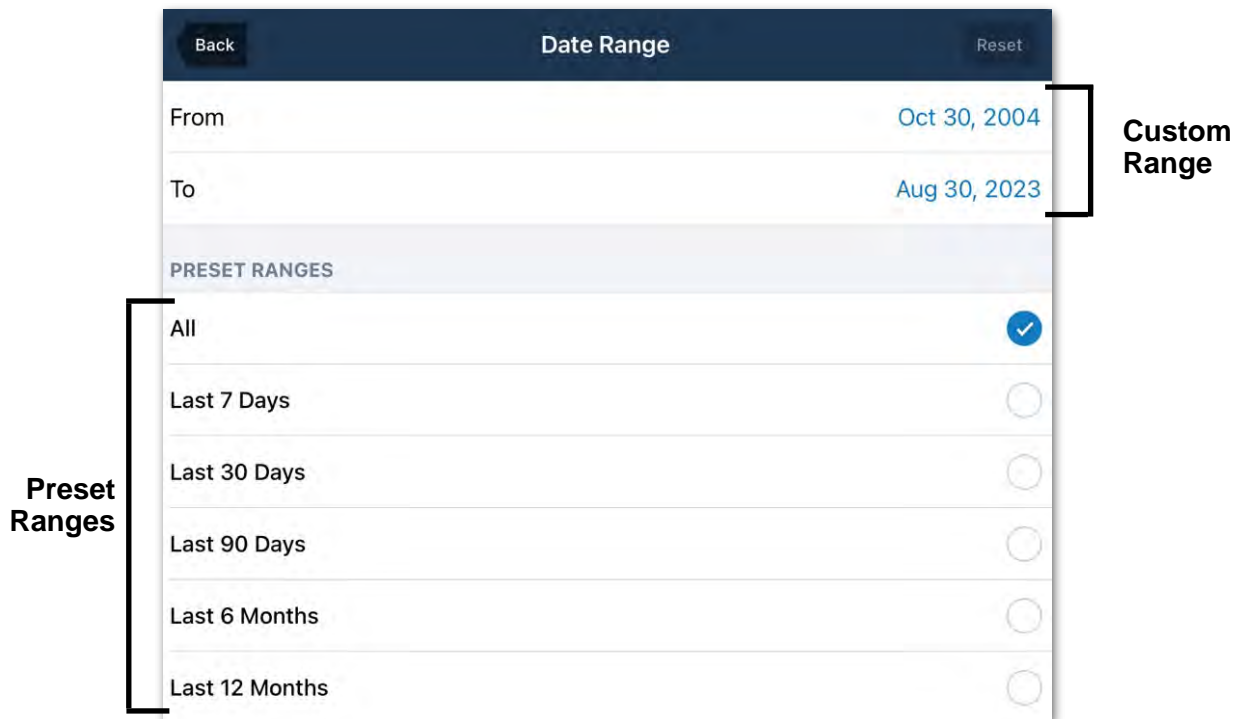 Back Date Range Reset
From Oct 30, 2004
Custom
Range
To Aug 30, 2023
PRESET RANGES
All
Last 7 Days
Last 30 Days
Preset
Ranges
Last 90 Days
Last 6 Months
Last 12 Months